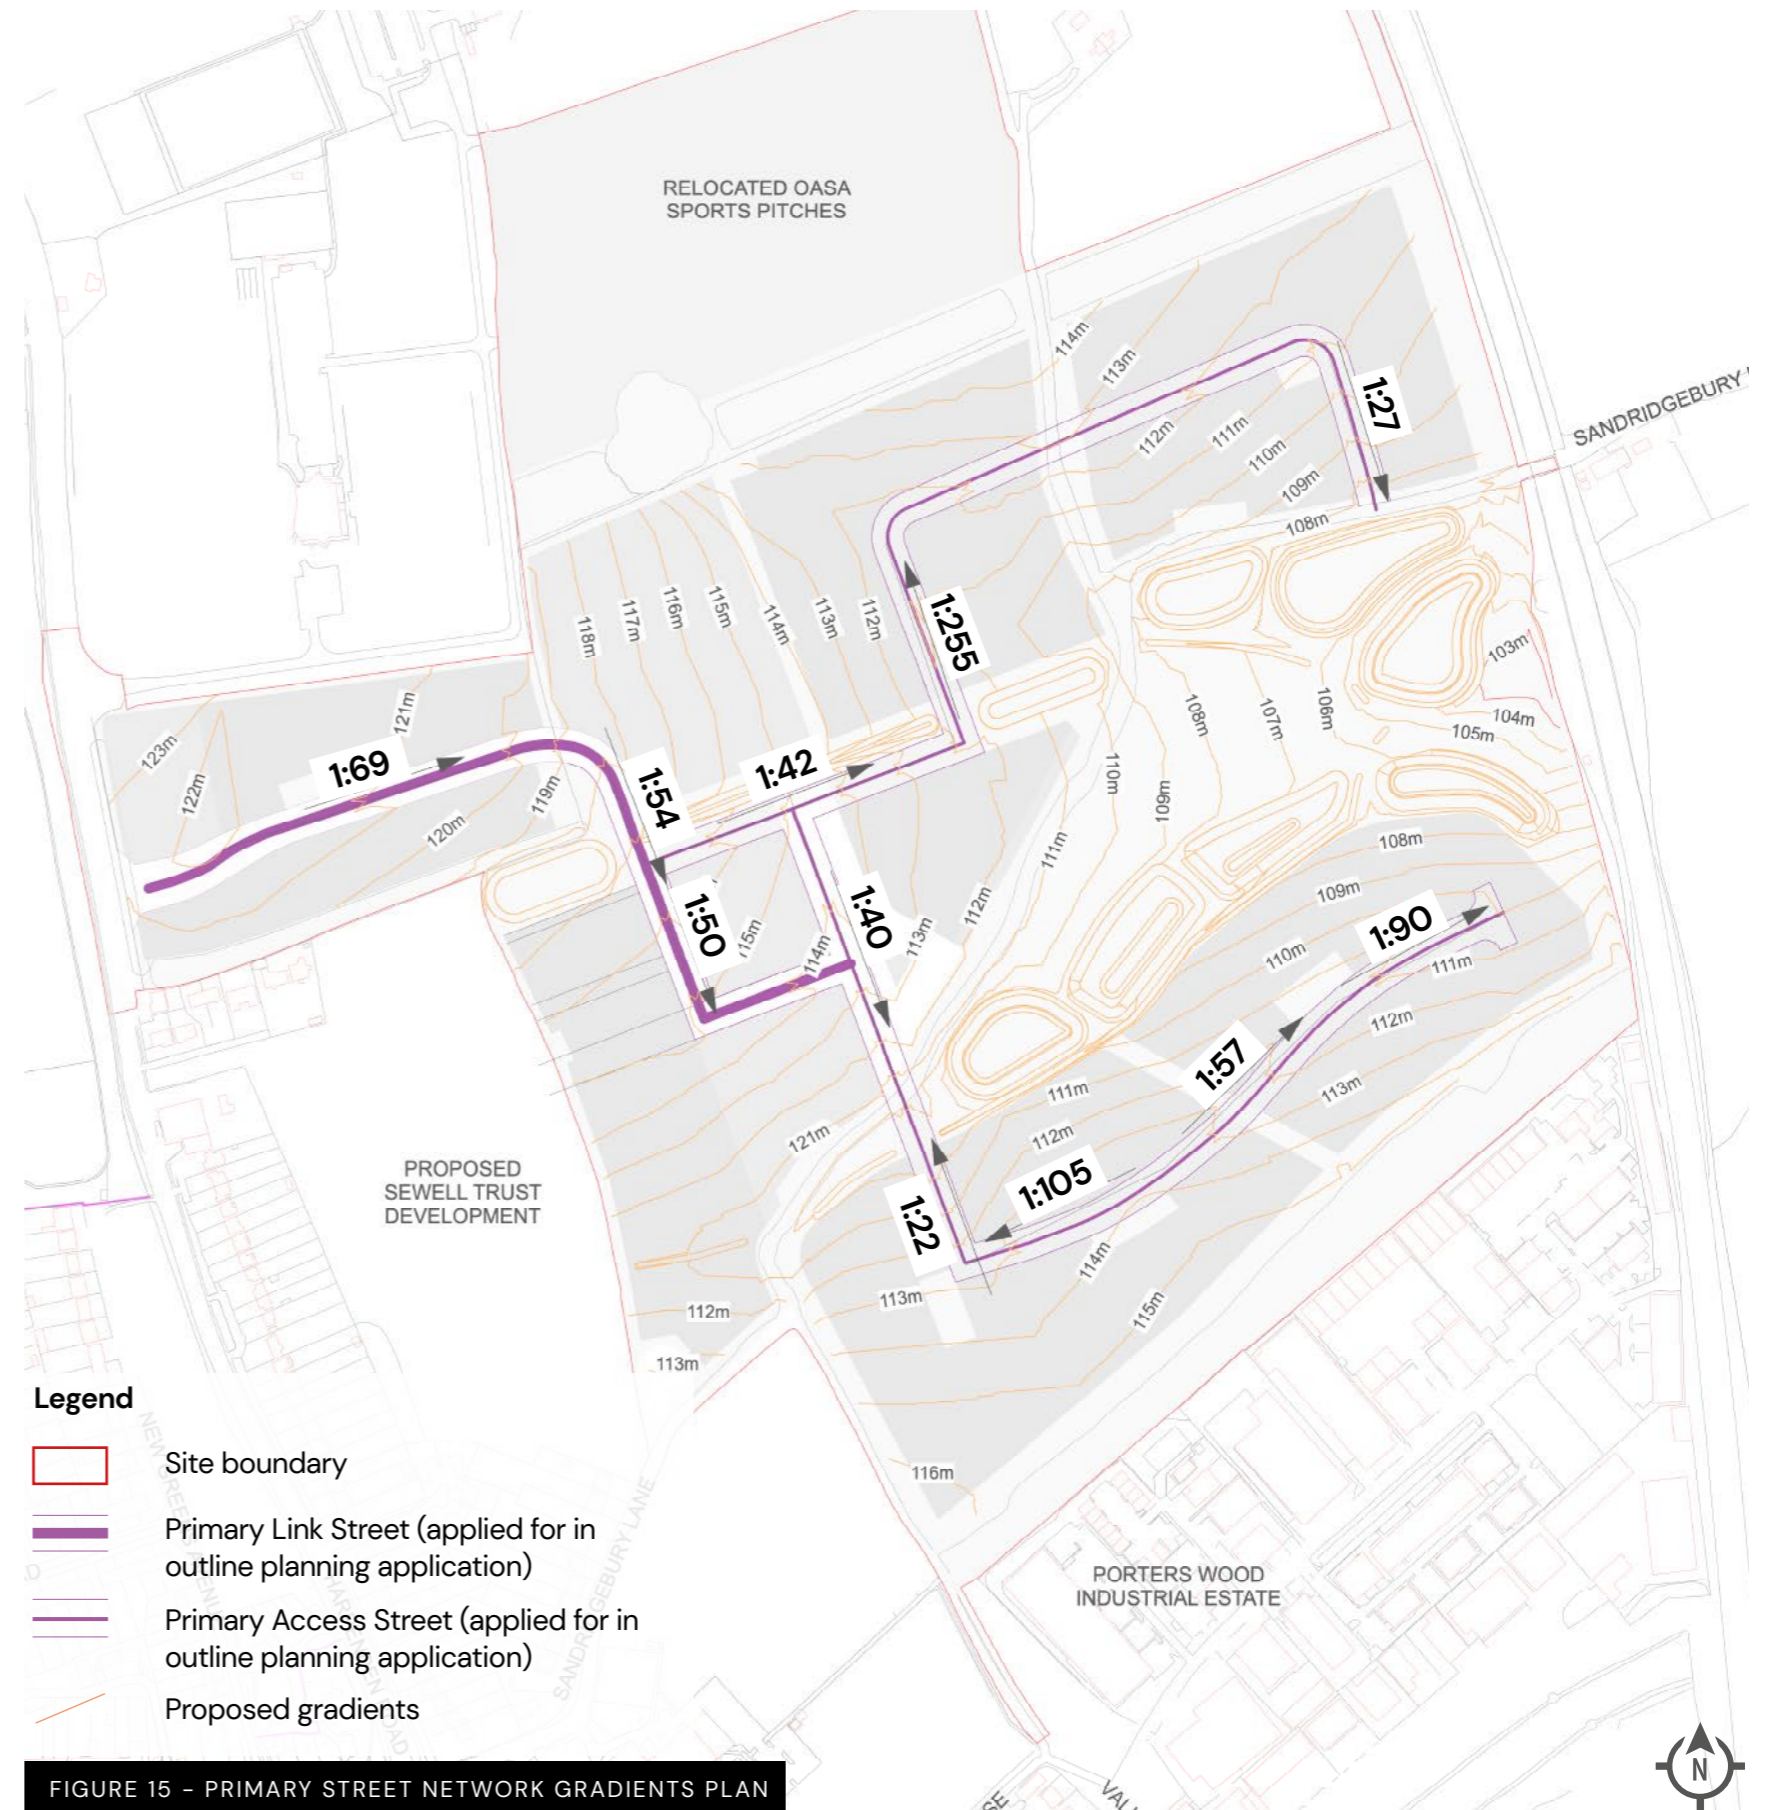 RELOCATED OASA
SPORTS PITCHES
SANDRIDGEBURY
114m
113m
1:27
112m
111m
110m
109m
108m
118m
117m
116m
115m
114m
113m
112m
1:255
103m
104m
105m
106m
107m
108m
109m
110m
123m
122m
121m
1:69
120m
119m
1:54
1:42
1:50
15m
114m
1:40
113m
112m
111m
108m
109m
110m
1:90
111m
112m
113m
1:57
111m
112m
1:105
121m
1:22
113m
114m
115m
112m
113m
116m
PROPOSED
SEWELL TRUST
DEVELOPMENT
PORTERS WOOD
INDUSTRIAL ESTATE
SANDRIDGEBURY LANE
Legend
Site boundary
Primary Link Street (applied for in
outline planning application)
Primary Access Street (applied for in
outline planning application)
Proposed gradients
FIGURE 15 - PRIMARY STREET NETWORK GRADIENTS PLAN
N